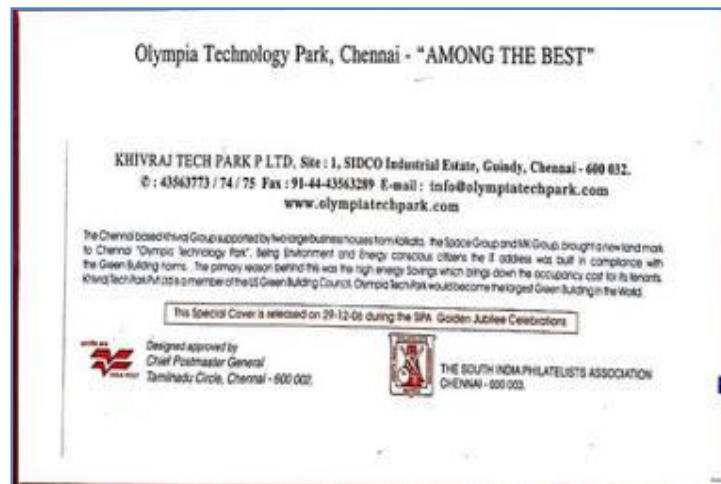 Olympia Technology Park, Chennai - “AMONG THE BEST”
KHIVRAJ TECH PARK P LTD, Site : 1, SIDCO Industrial Estate, Guindy, Chennai - 600 032.
✆ : 43563773 / 74 / 75 Fax : 91-44-43563289 E-mail : info@olympiatechpark.com
www.olympiatechpark.com
The Chennai based Khivraj Group supported by two large business houses from Kolkata, the Space Group and MK Group, brought a new land mark
to Chennai "Olympia Technology Park". Being Environment and Energy conscious citizens the IT address was built in compliance with
the Green Building norms. The primary reason behind this was the high energy Savings which brings down the occupancy cost for its tenants.
Khivraj Tech Park Pvt Ltd is a member of the US Green Building Council. Olympia Tech Park would become the largest Green Building in the World.
This Special Cover is released on 29-12-06 during the SIPA Golden Jubilee Celebrations
Designed approved by
Chief Postmaster General
Tamilnadu Circle, Chennai - 600 002.
THE SOUTH INDIA PHILATELISTS ASSOCIATION
CHENNAI - 600 003.